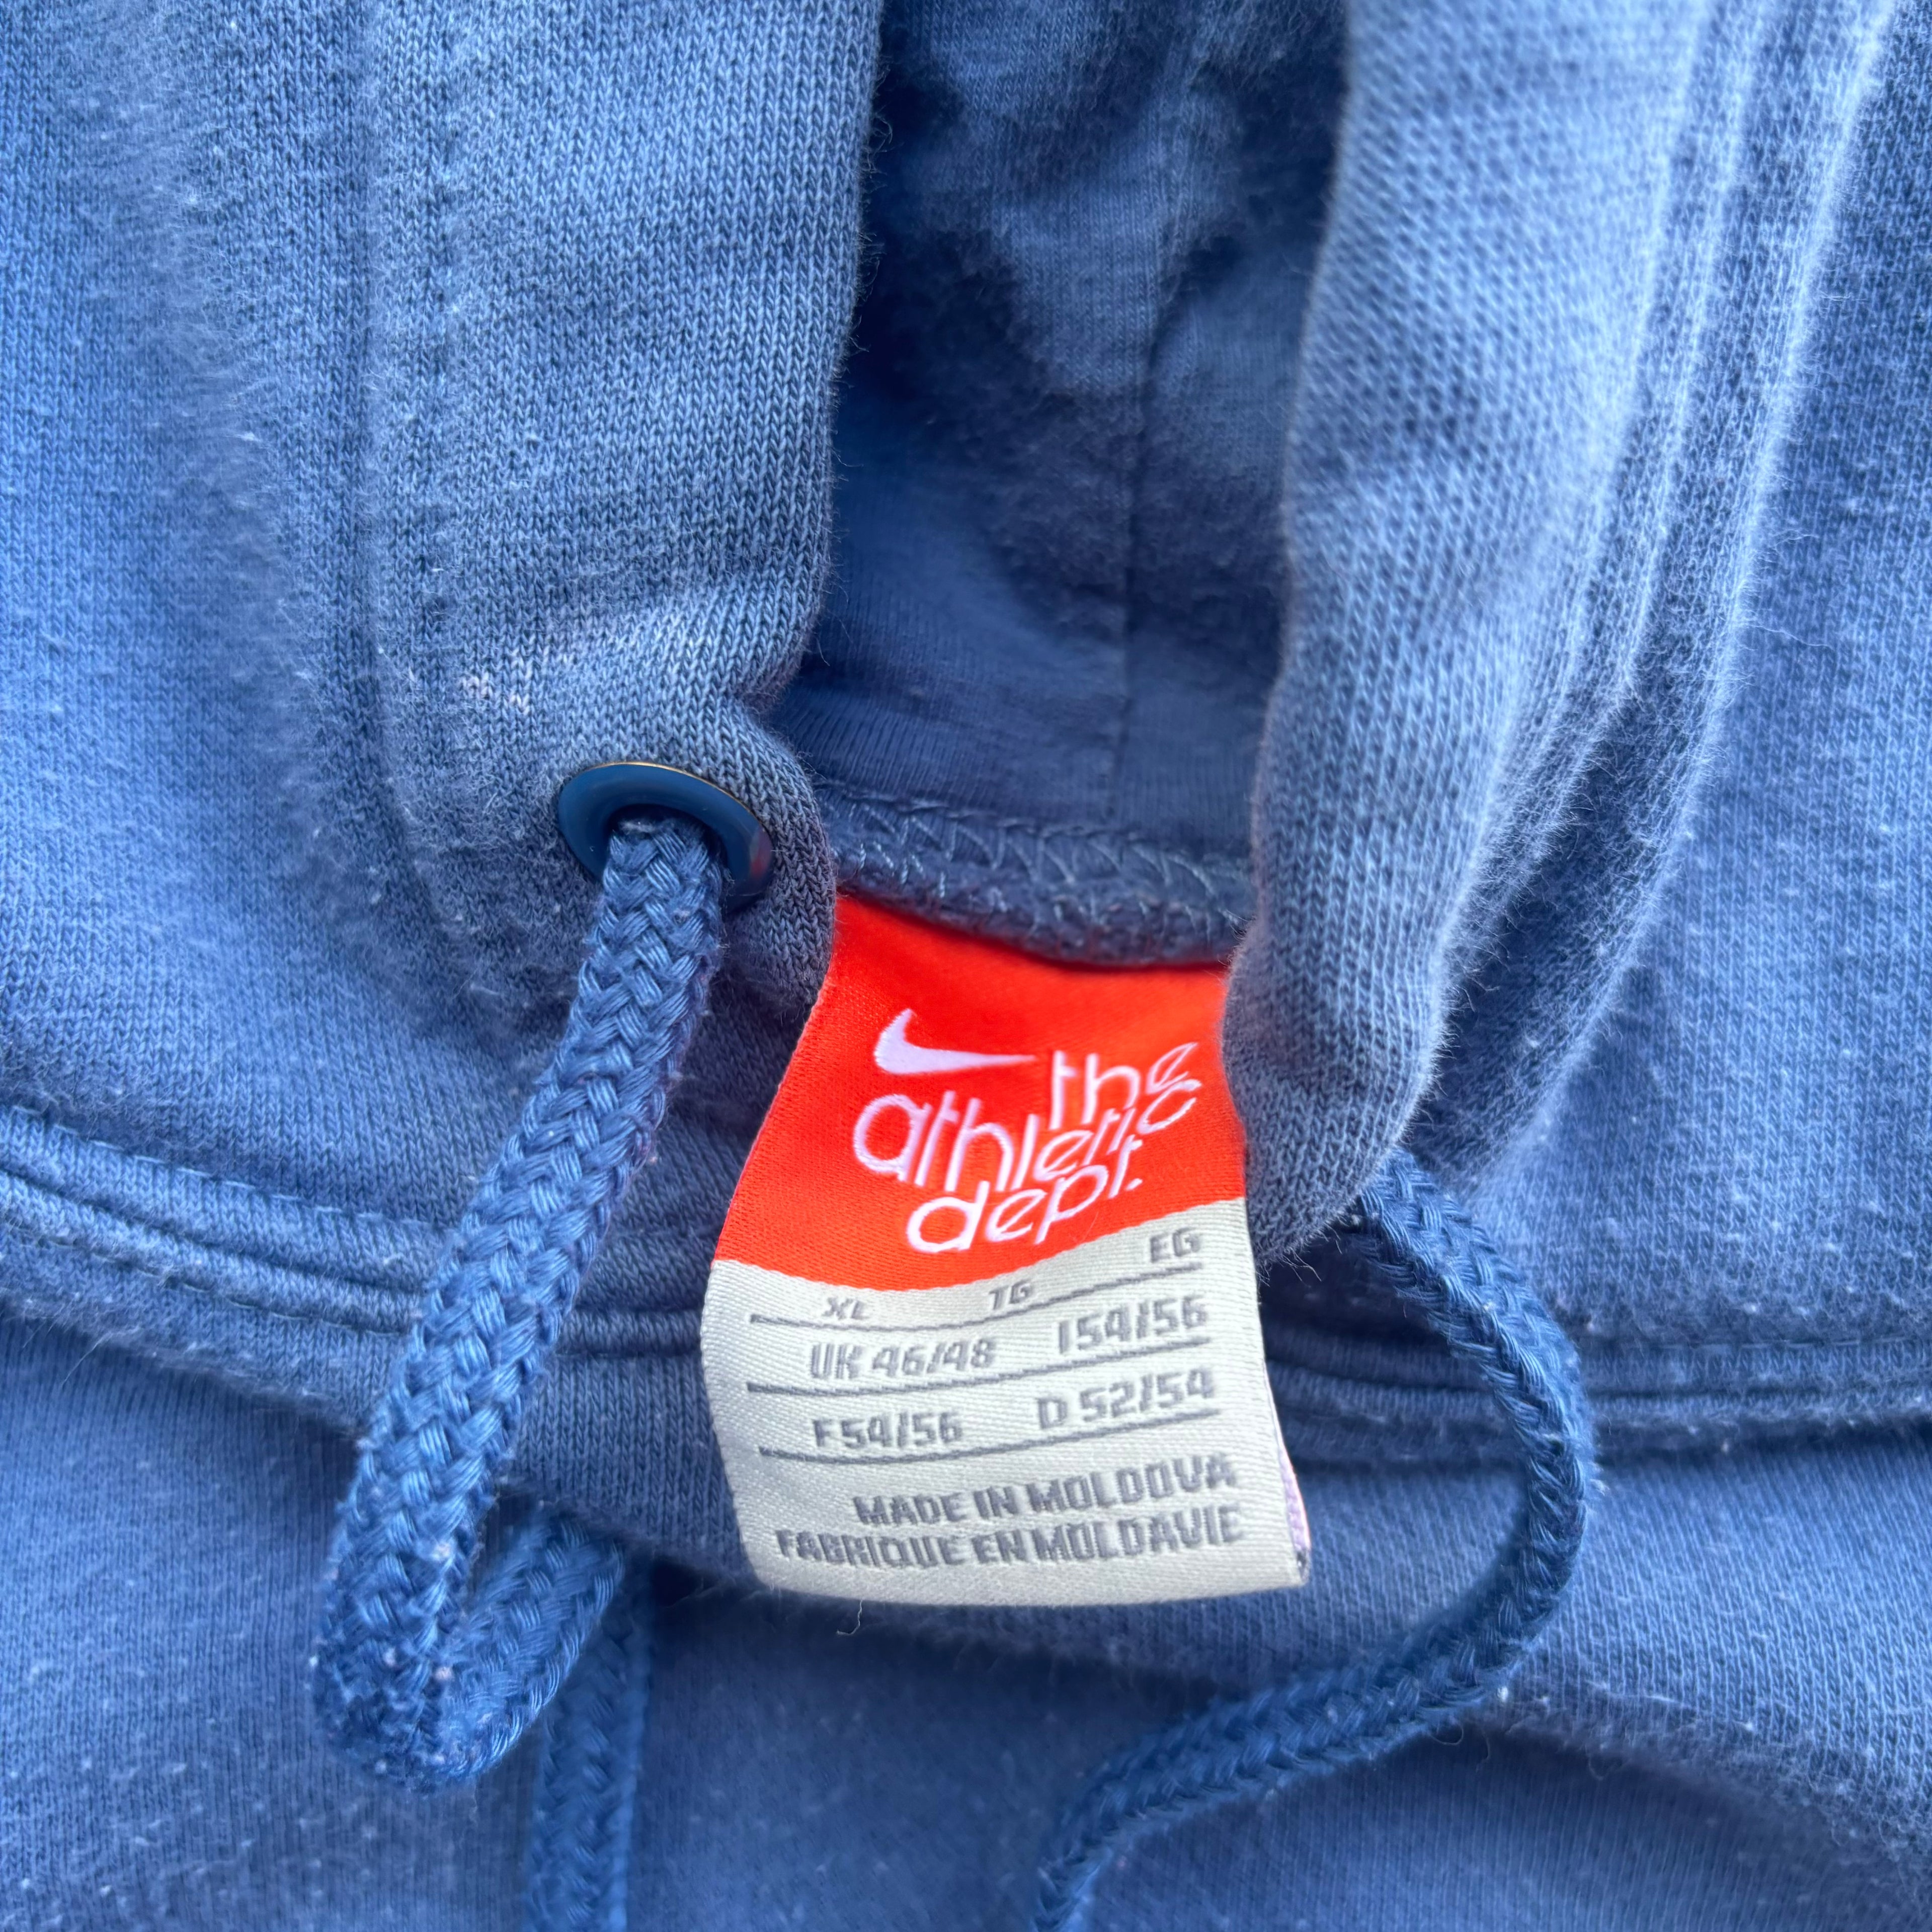 the
athletic
dept.
XL TG EG
UK 46/48 I54/56
F54/56 D 52/54
MADE IN MOLDOVA
FABRIQUE EN MOLDAVIE